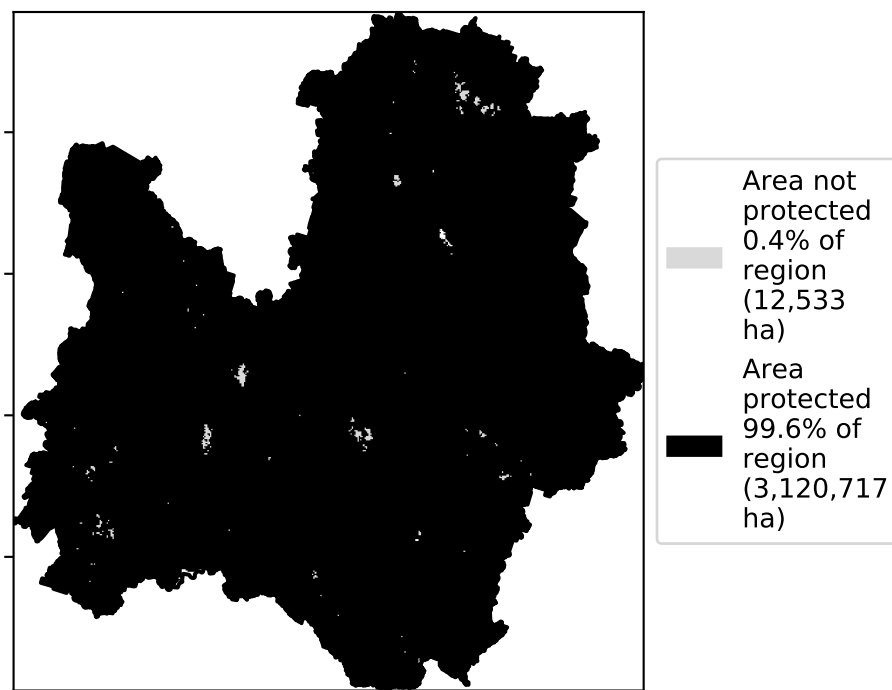 Area not
protected
0.4% of
region
(12,533
ha)
Area
protected
99.6% of
region
(3,120,717
ha)